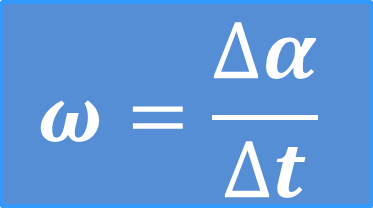 ω = Δα / Δt